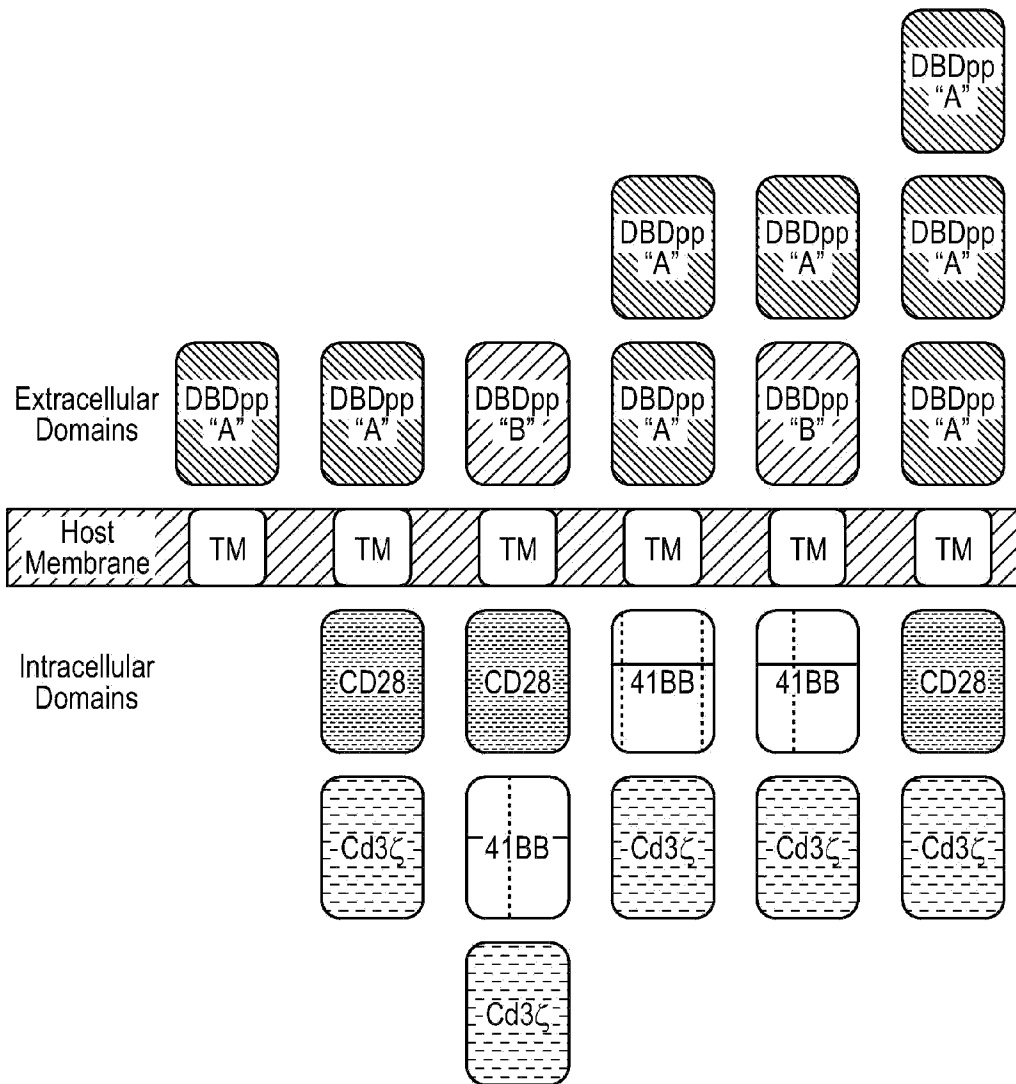 DBDpp
“A”
DBDpp
“A”
DBDpp
“A”
DBDpp
“A”
Extracellular
Domains
DBDpp
“A”
DBDpp
“A”
DBDpp
“B”
DBDpp
“A”
DBDpp
“B”
DBDpp
“A”
Host
Membrane
TM
TM
TM
TM
TM
TM
Intracellular
Domains
CD28
CD28
41BB
41BB
CD28
Cd3ζ
41BB
Cd3ζ
Cd3ζ
Cd3ζ
Cd3ζ